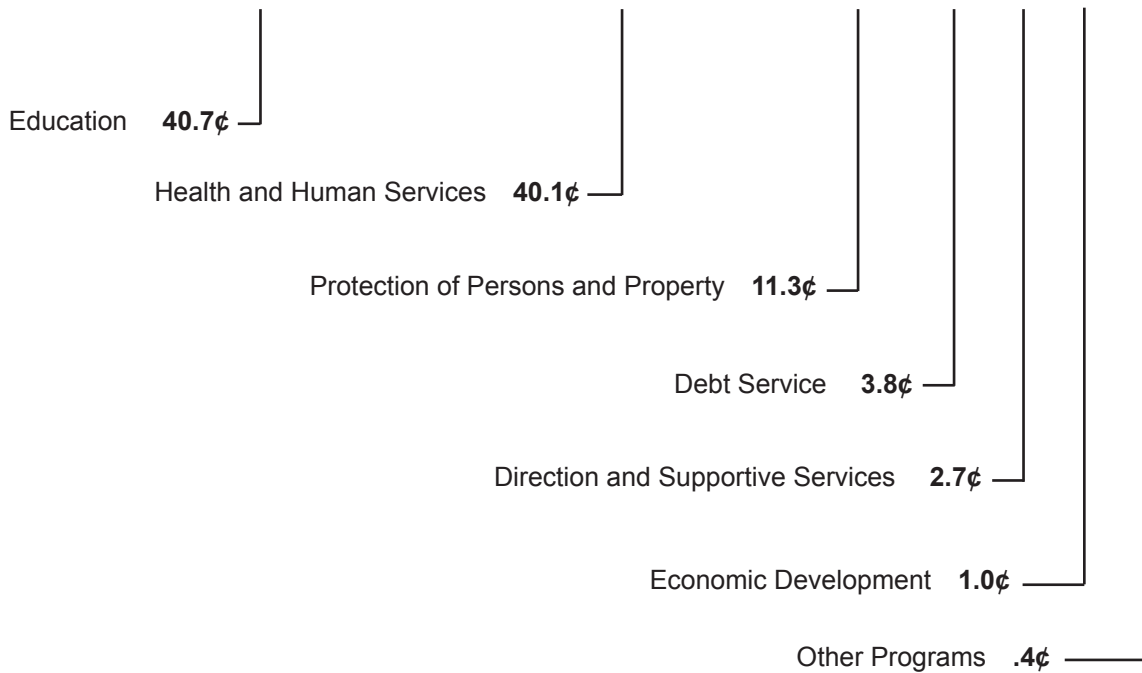 Education 40.7¢
Health and Human Services 40.1¢
Protection of Persons and Property 11.3¢
Debt Service 3.8¢
Direction and Supportive Services 2.7¢
Economic Development 1.0¢
Other Programs .4¢